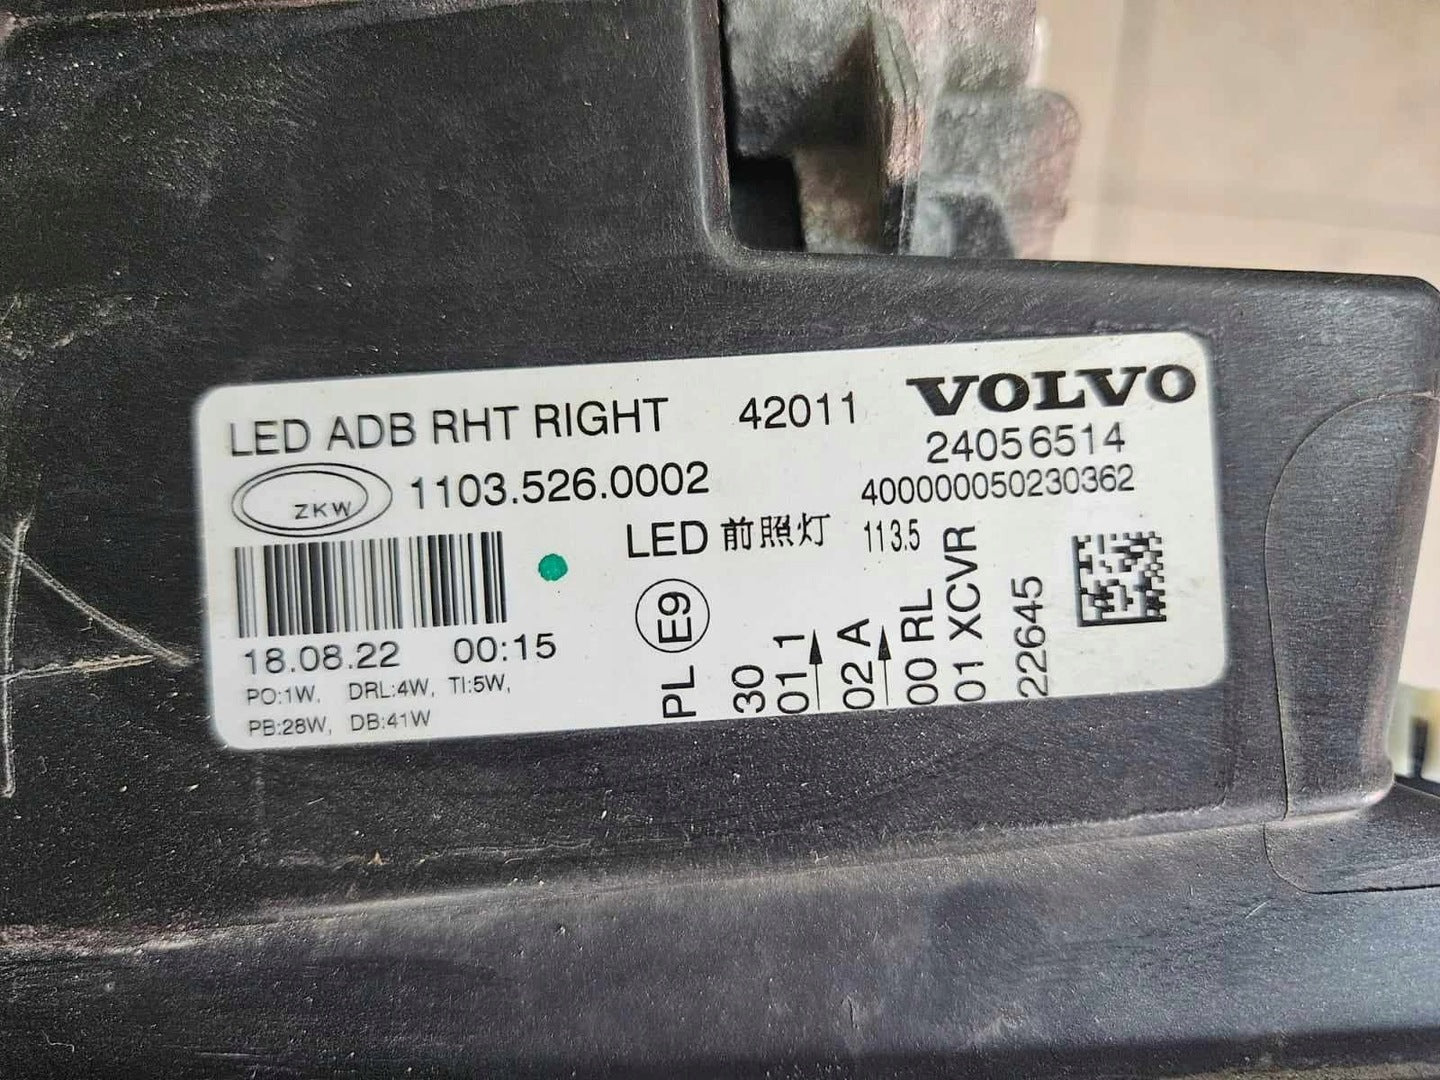 LED ADB RHT RIGHT 42011 VOLVO
24056514
ZKW 1103.526.0002 400000050230362
LED 前照灯 113.5
18.08.22 00:15
PO:1W, DRL:4W, TI:5W,
PB:28W, DB:41W
PL E9
30
01 1
02 A
00 RL
01 XCVR
22645